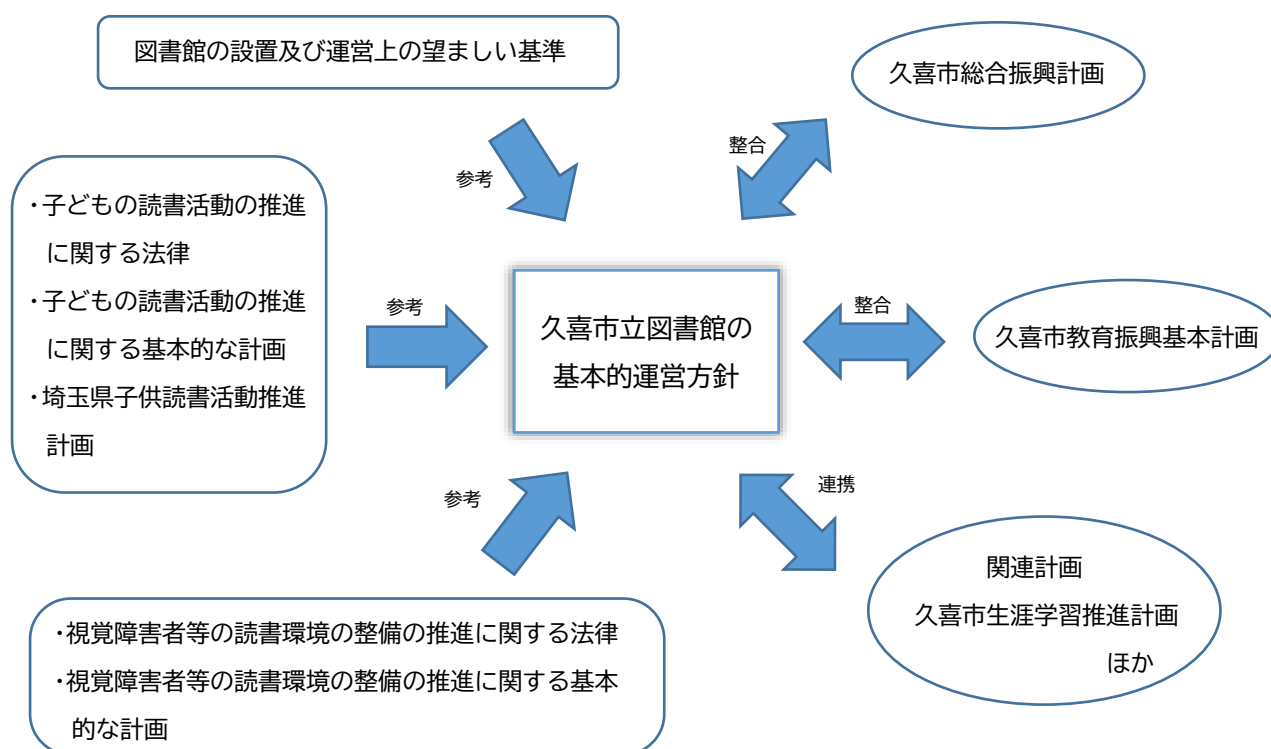 図書館の設置及び運営上の望ましい基準
久喜市総合振興計画
参考
整合
・子どもの読書活動の推進
に関する法律
・子どもの読書活動の推進
に関する基本的な計画
・埼玉県子供読書活動推進
計画
参考
久喜市立図書館の
基本的運営方針
整合
久喜市教育振興基本計画
参考
連携
・視覚障害者等の読書環境の整備の推進に関する法律
・視覚障害者等の読書環境の整備の推進に関する基本
的な計画
関連計画
久喜市生涯学習推進計画
ほか